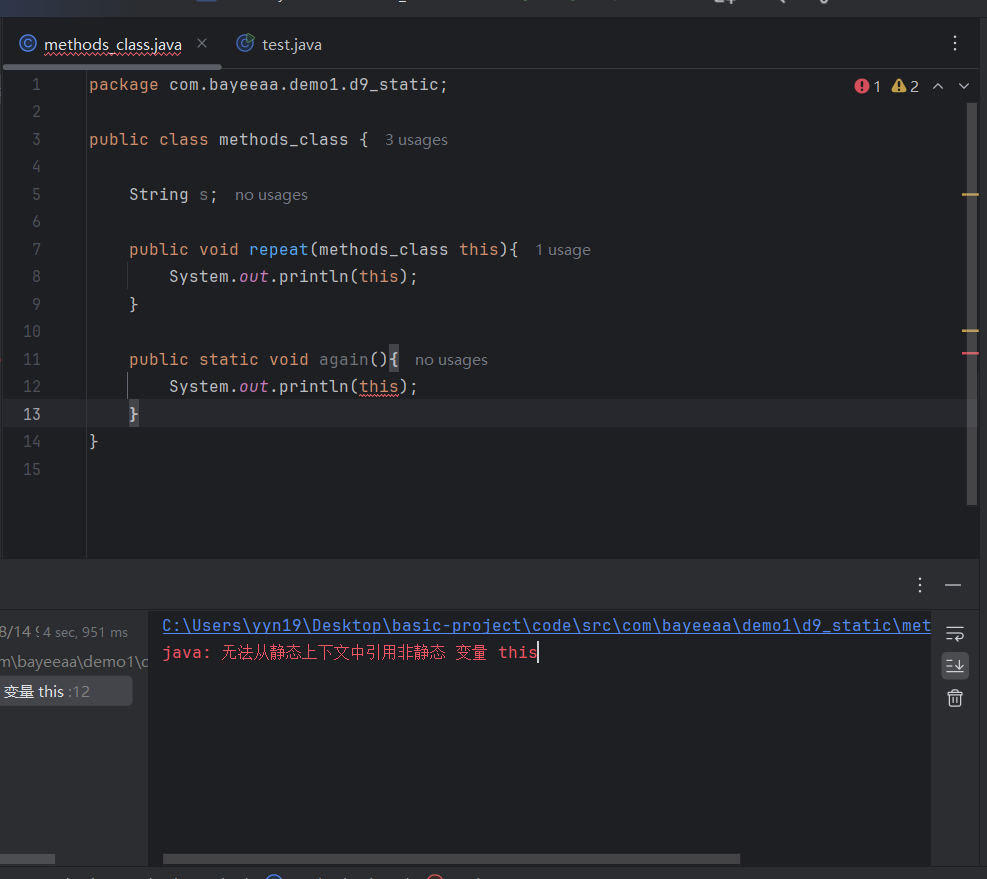 methods_class.java
test.java
1 package com.bayeeaa.demo1.d9_static;
1 2
2
3 public class methods_class { 3 usages
4
5 String s; no usages
6
7 public void repeat(methods_class this){ 1 usage
8 System.out.println(this);
9 }
10
11 public static void again(){ no usages
12 System.out.println(this);
13 }
14 }
15
8/14 9 4 sec, 951 ms
m\bayeeaa\demo1\d
变量 this :12
C:\Users\yyn19\Desktop\basic-project\code\src\com\bayeeaa\demo1\d9_static\met
java: 无法从静态上下文中引用非静态 变量 this